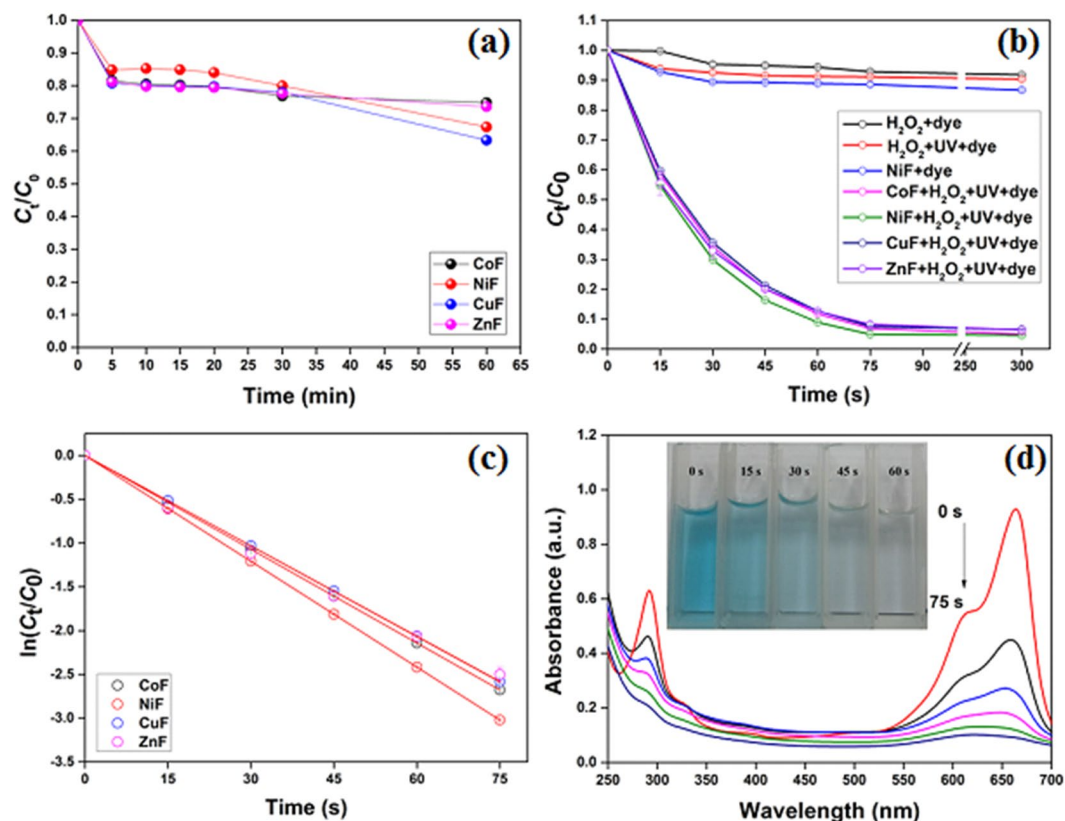 (a)
1.0
0.9
0.8
0.7
0.6
0.5
0.4
0.3
0.2
0.1
0.0
Cₜ/C₀
CoF
NiF
CuF
ZnF
0 5 10 15 20 25 30 35 40 45 50 55 60 65
Time (min)
(b)
1.1
1.0
0.9
0.8
0.7
0.6
0.5
0.4
0.3
0.2
0.1
0.0
Cₜ/C₀
H₂O₂+dye
H₂O₂+UV+dye
NiF+dye
CoF+H₂O₂+UV+dye
NiF+H₂O₂+UV+dye
CuF+H₂O₂+UV+dye
ZnF+H₂O₂+UV+dye
0 15 30 45 60 75 90 250 300
Time (s)
(c)
0.0
-0.5
-1.0
-1.5
-2.0
-2.5
-3.0
-3.5
ln(Cₜ/C₀)
CoF
NiF
CuF
ZnF
0 15 30 45 60 75
Time (s)
(d)
1.2
1.0
0.8
0.6
0.4
0.2
0.0
Absorbance (a.u.)
0 s 15 s 30 s 45 s 60 s
0 s
75 s
250 300 350 400 450 500 550 600 650 700
Wavelength (nm)